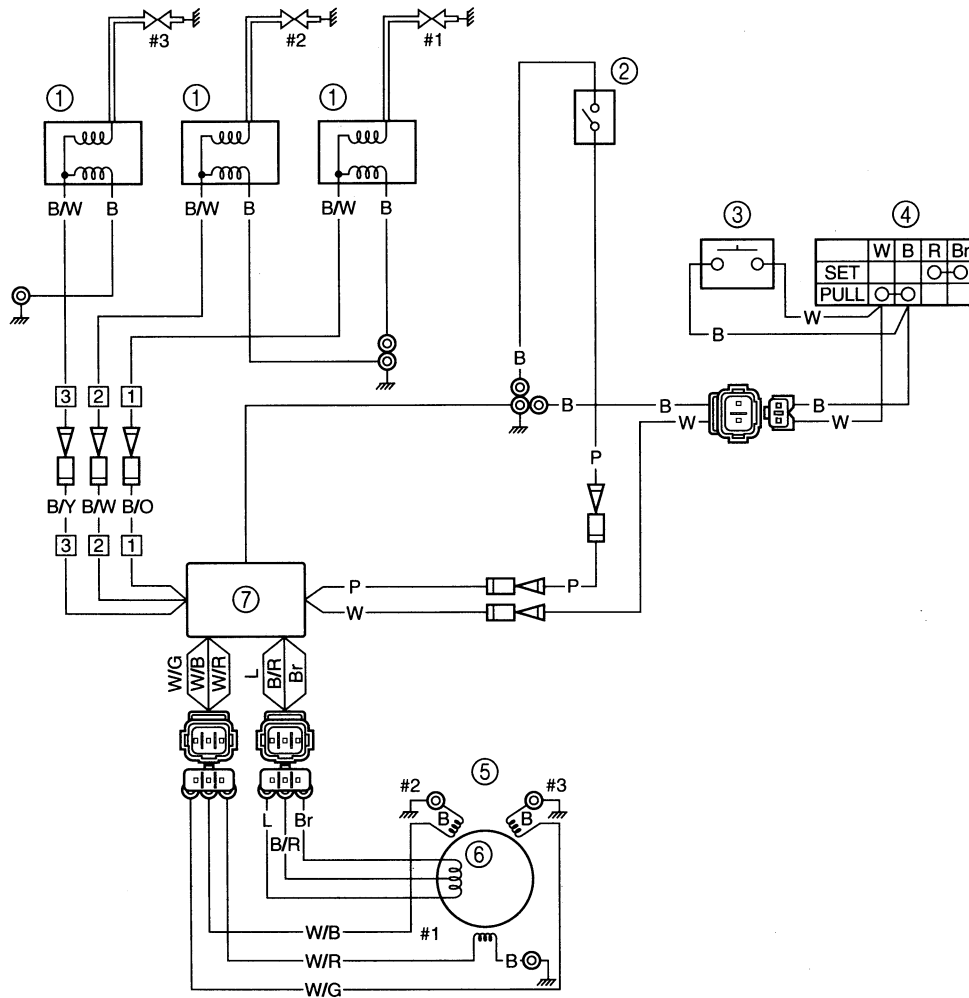 #3 #2 #1
① ① ① ②
B/W B B/W B B/W B
③ ④
W B R Br
SET
PULL
W
B
B
3 2 1
B B B
W W
P
B/Y B/W B/O
3 2 1
P P
⑦
W
W/G W/B W/R L B/R Br
⑤
#2 #3
L Br B B
B/R ⑥
W/B #1
W/R B
W/G